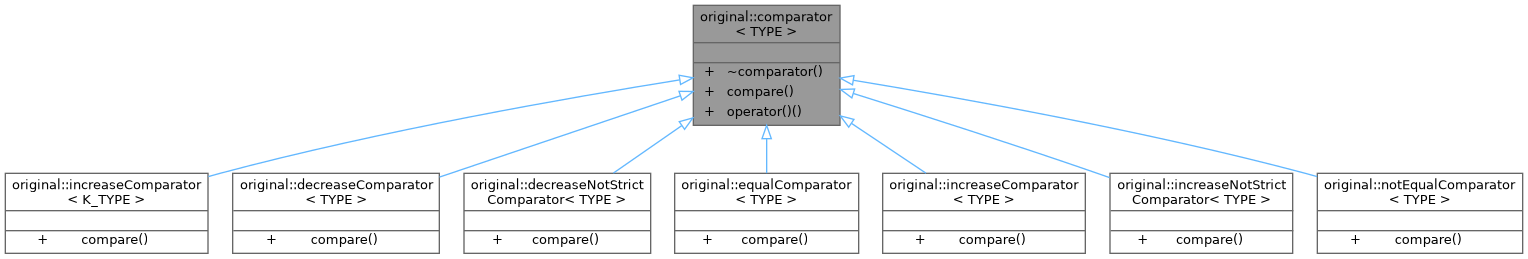 original::comparator
< TYPE >
+ ~comparator()
+ compare()
+ operator()()
original::increaseComparator
< K_TYPE >
+ compare()
original::decreaseComparator
< TYPE >
+ compare()
original::decreaseNotStrict
Comparator< TYPE >
+ compare()
original::equalComparator
< TYPE >
+ compare()
original::increaseComparator
< TYPE >
+ compare()
original::increaseNotStrict
Comparator< TYPE >
+ compare()
original::notEqualComparator
< TYPE >
+ compare()